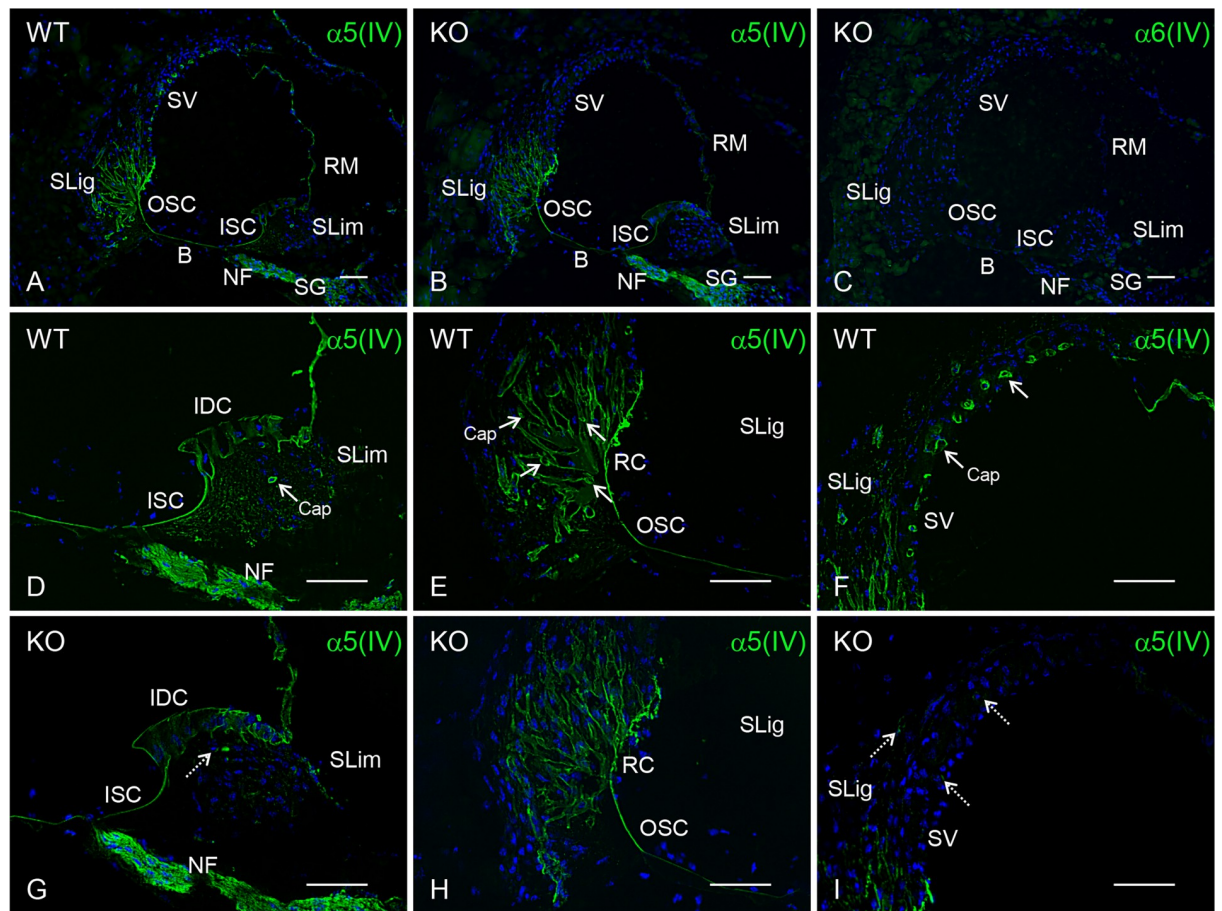 WT α5(IV)
SV
RM
SLig
OSC
ISC
SLim
B
NF
SG
A
KO α5(IV)
SV
RM
SLig
OSC
ISC
SLim
B
NF
SG
B
KO α6(IV)
SV
RM
SLig
OSC
ISC
SLim
B
NF
SG
C
WT α5(IV)
IDC
SLim
ISC
Cap
NF
D
WT α5(IV)
Cap
SLig
RC
OSC
E
WT α5(IV)
Cap
SLig
SV
F
KO α5(IV)
IDC
SLim
ISC
NF
G
KO α5(IV)
SLig
RC
OSC
H
KO α5(IV)
SLig
SV
I